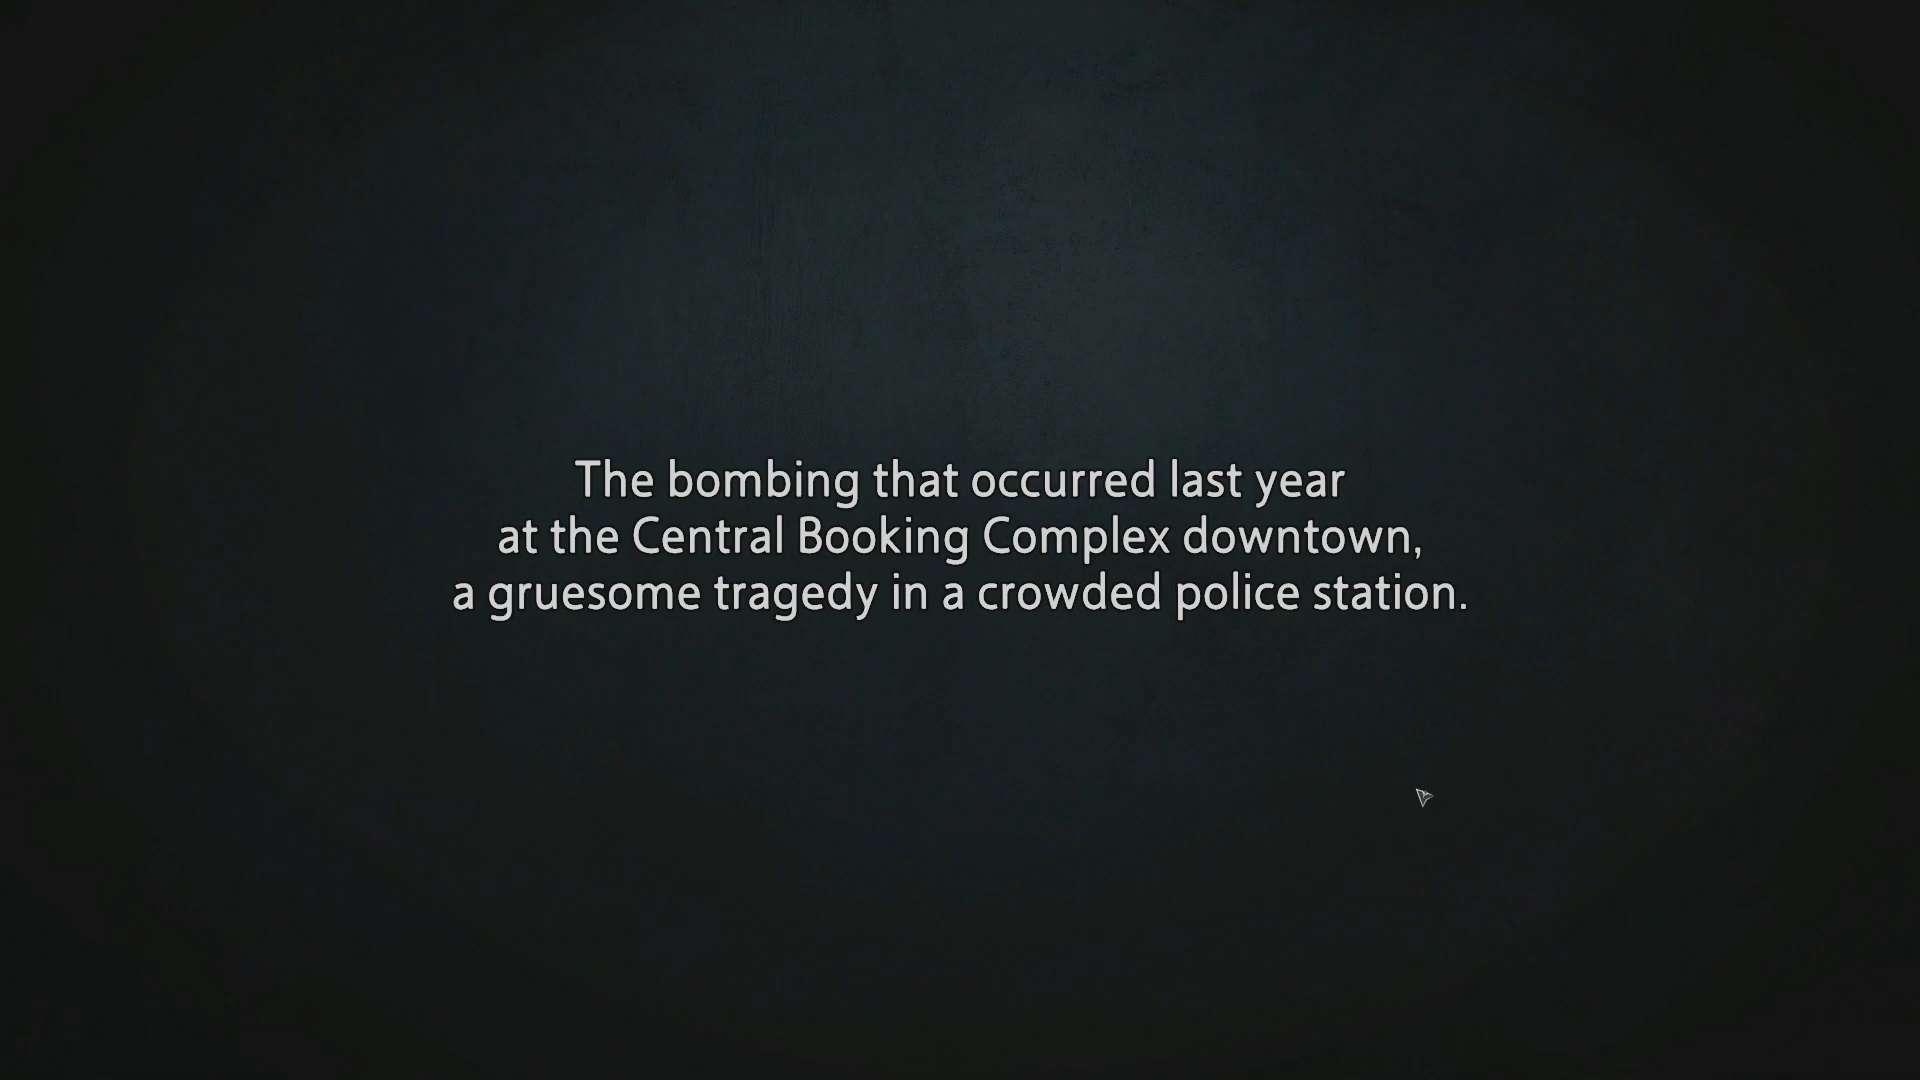 The bombing that occurred last year
at the Central Booking Complex downtown,
a gruesome tragedy in a crowded police station.